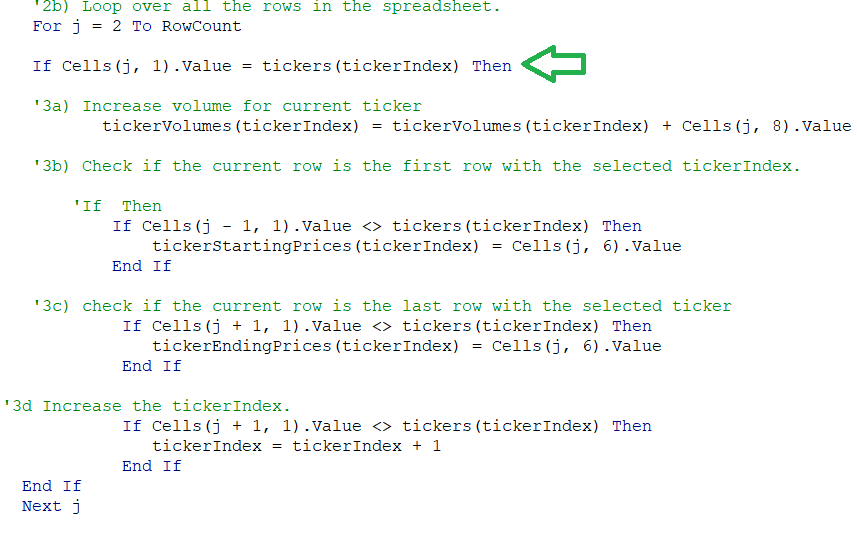 '2b) Loop over all the rows in the spreadsheet.
For j = 2 To RowCount
If Cells(j, 1).Value = tickers(tickerIndex) Then
'3a) Increase volume for current ticker
tickerVolumes(tickerIndex) = tickerVolumes(tickerIndex) + Cells(j, 8).Value
'3b) Check if the current row is the first row with the selected tickerIndex.
'If  Then
If Cells(j - 1, 1).Value <> tickers(tickerIndex) Then
tickerStartingPrices(tickerIndex) = Cells(j, 6).Value
End If
'3c) check if the current row is the last row with the selected ticker
If Cells(j + 1, 1).Value <> tickers(tickerIndex) Then
tickerEndingPrices(tickerIndex) = Cells(j, 6).Value
End If
'3d Increase the tickerIndex.
If Cells(j + 1, 1).Value <> tickers(tickerIndex) Then
tickerIndex = tickerIndex + 1
End If
End If
Next j